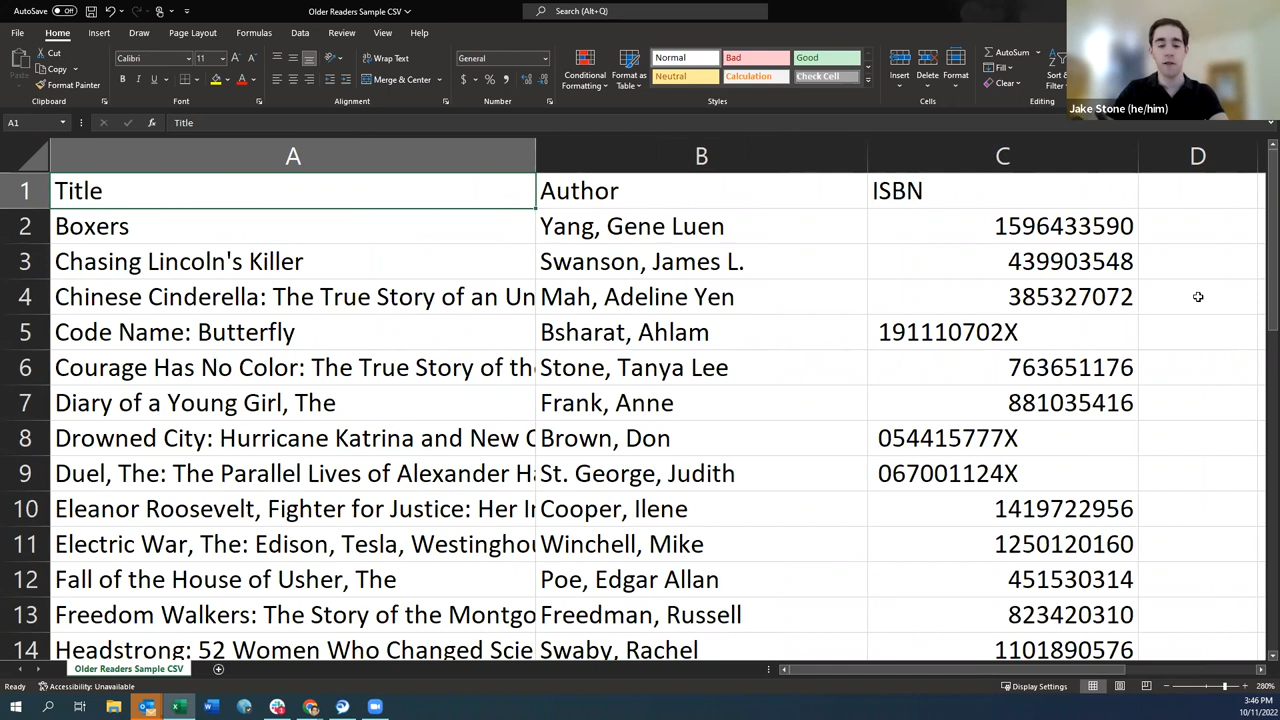 AutoSave Off Older Readers Sample CSV Search (Alt+Q)
File Home Insert Draw Page Layout Formulas Data Review View Help
Cut
Copy
Format Painter
Paste
Clipboard
Calibri 11
B I U
Font
Wrap Text
Merge & Center
Alignment
General
$ % ,
Number
Conditional Formatting
Format as Table
Normal Bad Good
Neutral Calculation Check Cell
Styles
Insert Delete Format
Cells
AutoSum
Fill
Clear
Sort &
Filter
Editing
Jake Stone (he/him)
A1 fx Title
A B C D
1 Title Author ISBN
2 Boxers Yang, Gene Luen 1596433590
3 Chasing Lincoln's Killer Swanson, James L. 439903548
4 Chinese Cinderella: The True Story of an Un Mah, Adeline Yen 385327072
5 Code Name: Butterfly Bsharat, Ahlam 191110702X
6 Courage Has No Color: The True Story of th Stone, Tanya Lee 763651176
7 Diary of a Young Girl, The Frank, Anne 881035416
8 Drowned City: Hurricane Katrina and New O Brown, Don 054415777X
9 Duel, The: The Parallel Lives of Alexander Ha St. George, Judith 067001124X
10 Eleanor Roosevelt, Fighter for Justice: Her In Cooper, Ilene 1419722956
11 Electric War, The: Edison, Tesla, Westinghou Winchell, Mike 1250120160
12 Fall of the House of Usher, The Poe, Edgar Allan 451530314
13 Freedom Walkers: The Story of the Montgo Freedman, Russell 823420310
14 Headstrong: 52 Women Who Changed Scie Swaby, Rachel 1101890576
Older Readers Sample CSV
Ready Accessibility: Unavailable Display Settings 280%
3:46 PM
10/11/2022